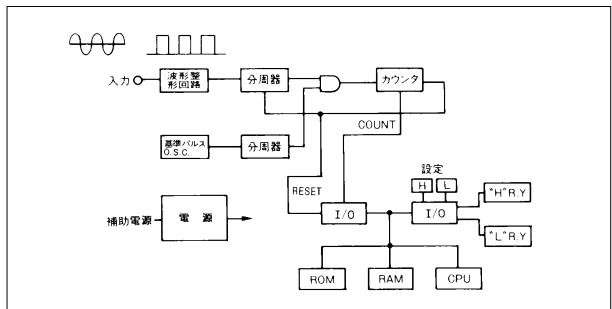 入力
波形整
形回路
分周器
カウンタ
COUNT
基準パルス
O.S.C.
分周器
設定
RESET
H
L
"H"R.Y
I/O
I/O
"L"R.Y
補助電源
電源
ROM
RAM
CPU